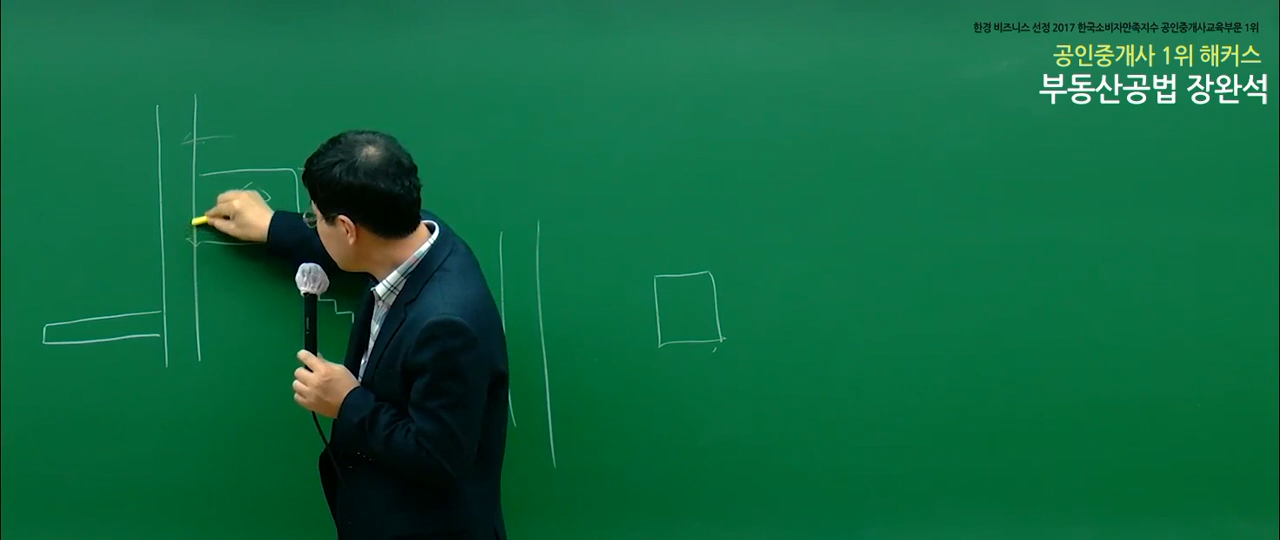 한경 비즈니스 선정 2017 한국소비자만족지수 공인중개사교육부문 1위
공인중개사 1위 해커스
부동산공법 장완석